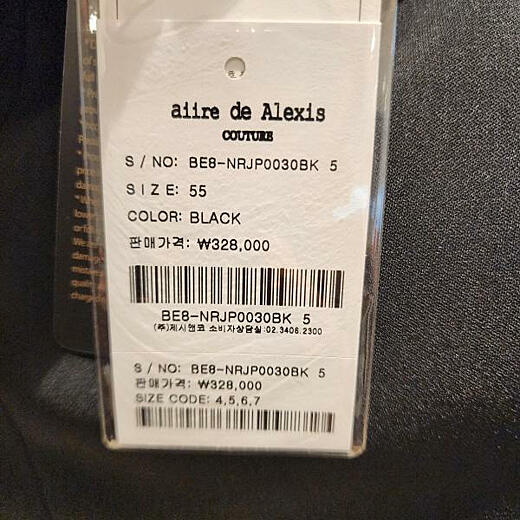 aiire de Alexis
COUTURE
S / NO: BE8-NRJP0030BK 5
S I Z E: 55
COLOR: BLACK
판매가격: ₩328,000
BE8-NRJP0030BK 5
(주)제시앤코 소비자상담실:02.3406.2300
S / NO: BE8-NRJP0030BK 5
판매가격: ₩328,000
SIZE CODE: 4,5,6,7